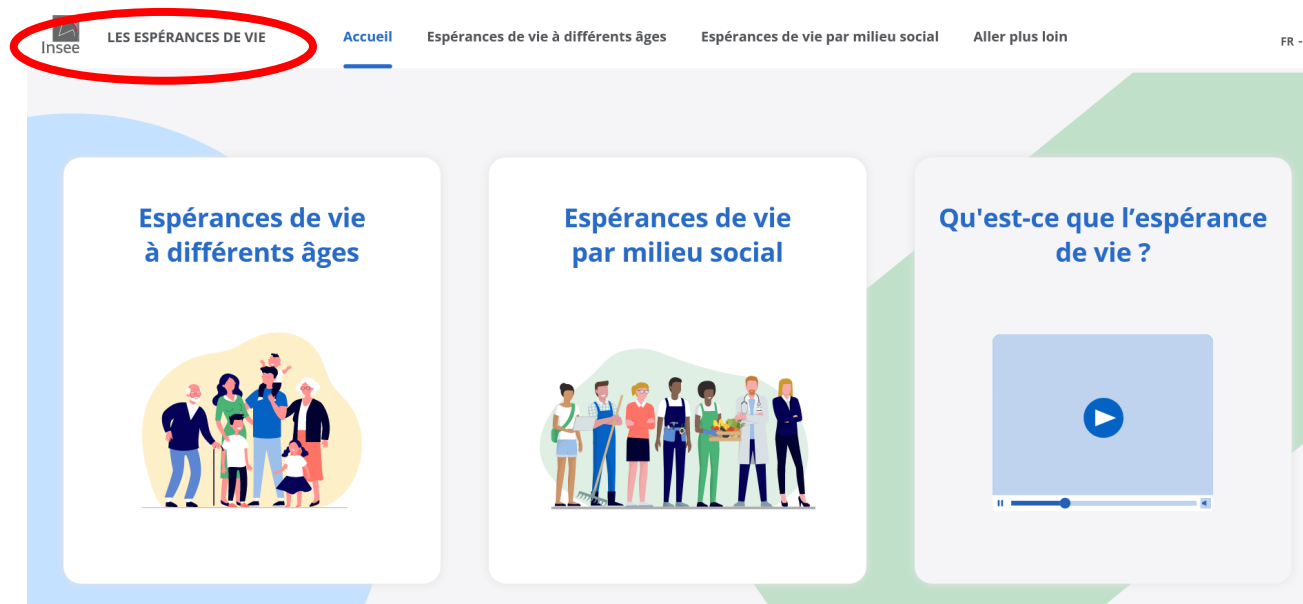 Insee
LES ESPÉRANCES DE VIE
Accueil
Espérances de vie à différents âges
Espérances de vie par milieu social
Aller plus loin
FR -
Espérances de vie
à différents âges
Espérances de vie
par milieu social
Qu'est-ce que l’espérance
de vie ?